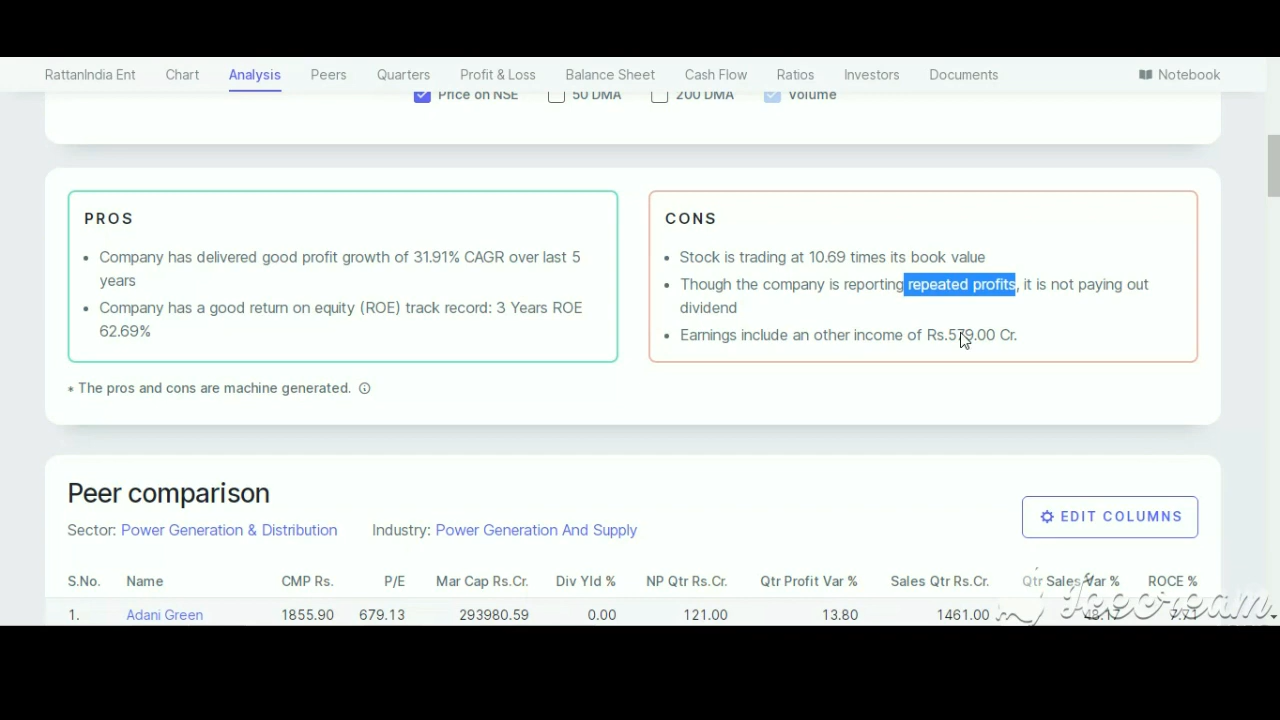 RattanIndia Ent Chart Analysis Peers Quarters Profit & Loss Balance Sheet Cash Flow Ratios Investors Documents Notebook
Price on NSE 50 DMA 200 DMA Volume
PROS
Company has delivered good profit growth of 31.91% CAGR over last 5
years
Company has a good return on equity (ROE) track record: 3 Years ROE
62.69%
CONS
Stock is trading at 10.69 times its book value
Though the company is reporting repeated profits, it is not paying out
dividend
Earnings include an other income of Rs.579.00 Cr.
* The pros and cons are machine generated.
Peer comparison
EDIT COLUMNS
Sector: Power Generation & Distribution Industry: Power Generation And Supply
S.No. Name CMP Rs. P/E Mar Cap Rs.Cr. Div Yld % NP Qtr Rs.Cr. Qtr Profit Var % Sales Qtr Rs.Cr. Qtr Sales Var % ROCE %
1. Adani Green 1855.90 679.13 293980.59 0.00 121.00 13.80 1461.00
Icecream